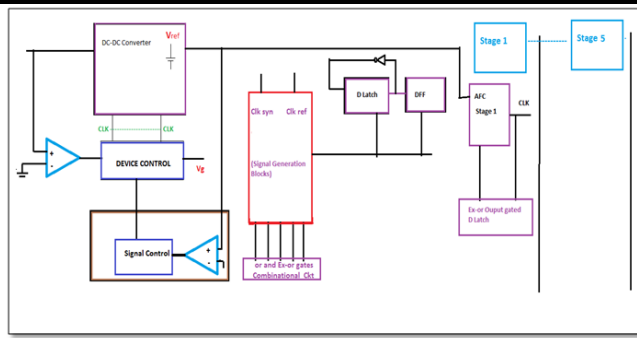 DC-DC Converter
Vref
CLK
CLK
+
-
DEVICE CONTROL
Vg
Signal Control
+
-
Clk syn
Clk ref
(Signal Generation
Blocks)
or and Ex-or gates
Combinational Ckt
D Latch
DFF
AFC
Stage 1
CLK
Ex-or Ouput gated
D Latch
Stage 1
Stage 5